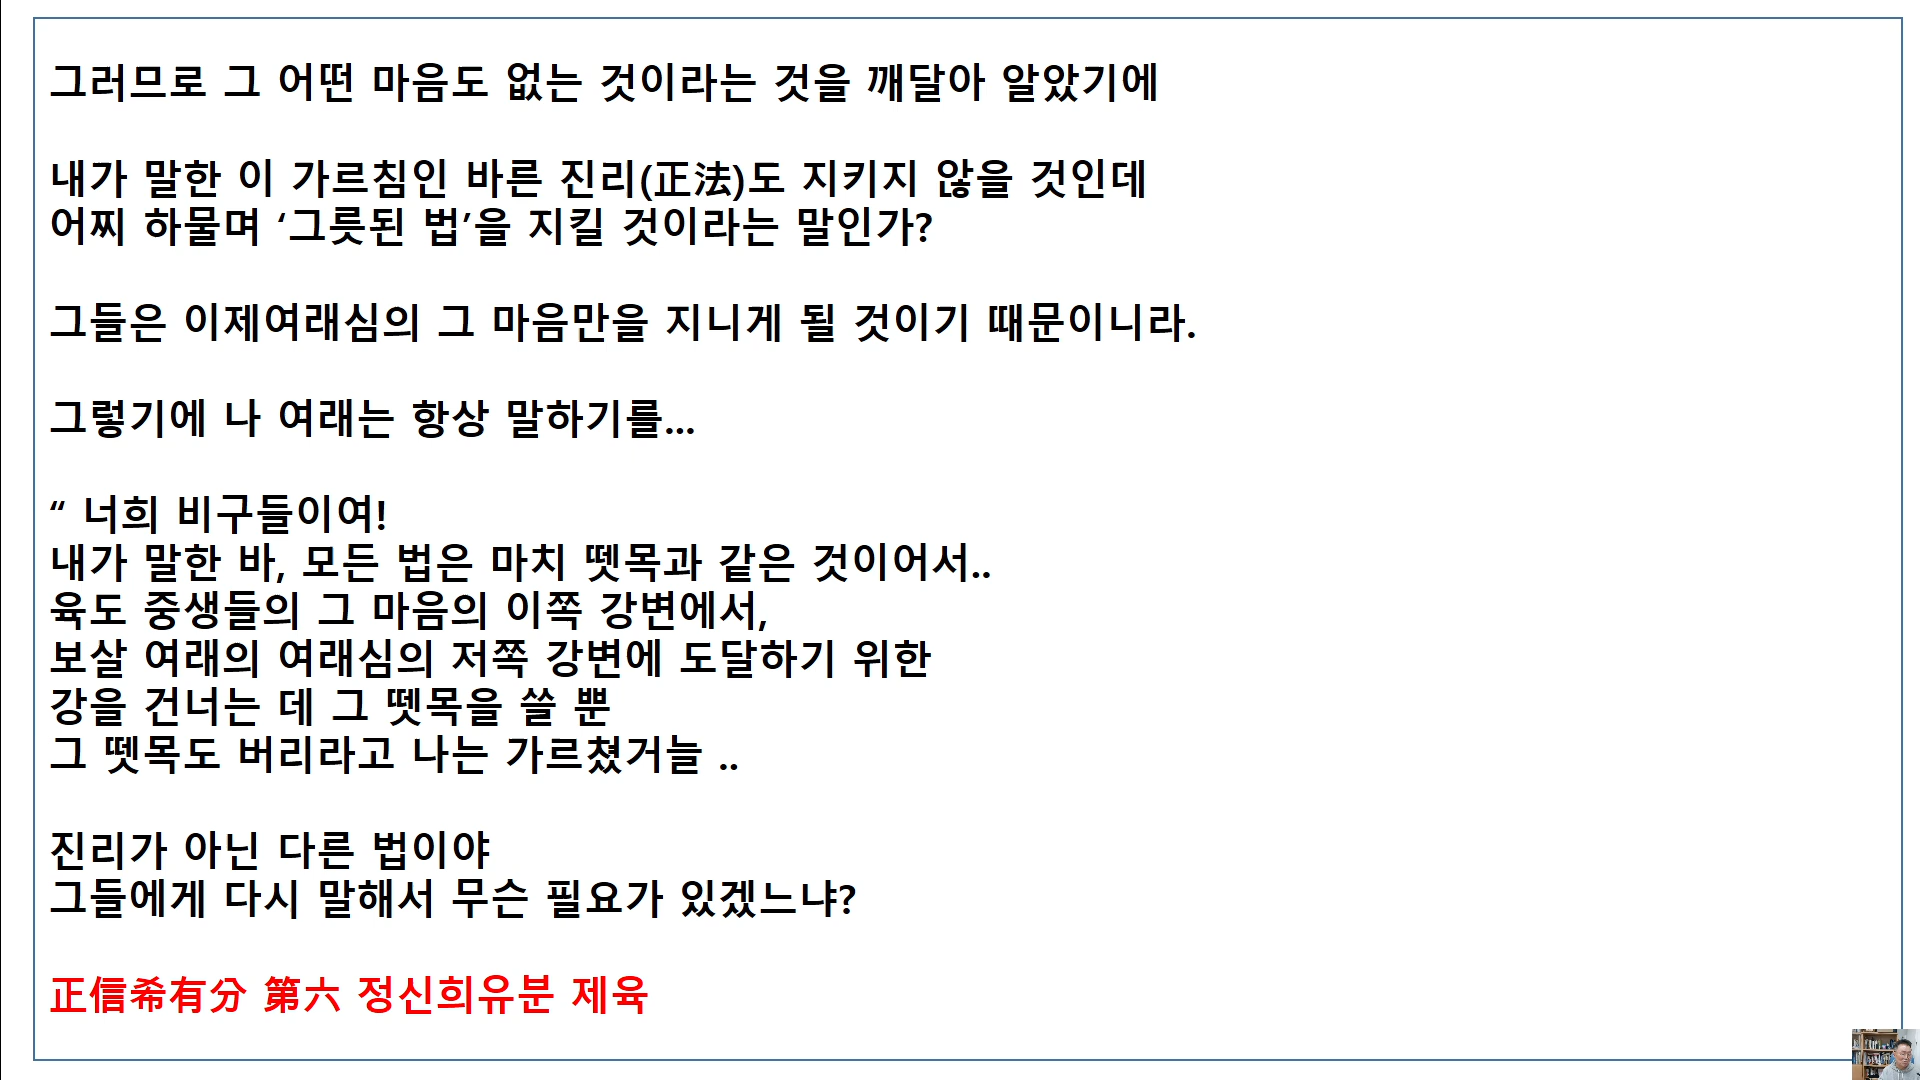 그러므로 그 어떤 마음도 없는 것이라는 것을 깨달아 알았기에
내가 말한 이 가르침인 바른 진리(正法)도 지키지 않을 것인데
어찌 하물며 ‘그릇된 법’을 지킬 것이라는 말인가?
그들은 이제여래심의 그 마음만을 지니게 될 것이기 때문이니라.
그렇기에 나 여래는 항상 말하기를...
“ 너희 비구들이여!
내가 말한 바, 모든 법은 마치 뗏목과 같은 것이어서..
육도 중생들의 그 마음의 이쪽 강변에서,
보살 여래의 여래심의 저쪽 강변에 도달하기 위한
강을 건너는 데 그 뗏목을 쓸 뿐
그 뗏목도 버리라고 나는 가르쳤거늘 ..
진리가 아닌 다른 법이야
그들에게 다시 말해서 무슨 필요가 있겠느냐?
正信希有分 第六 정신희유분 제육